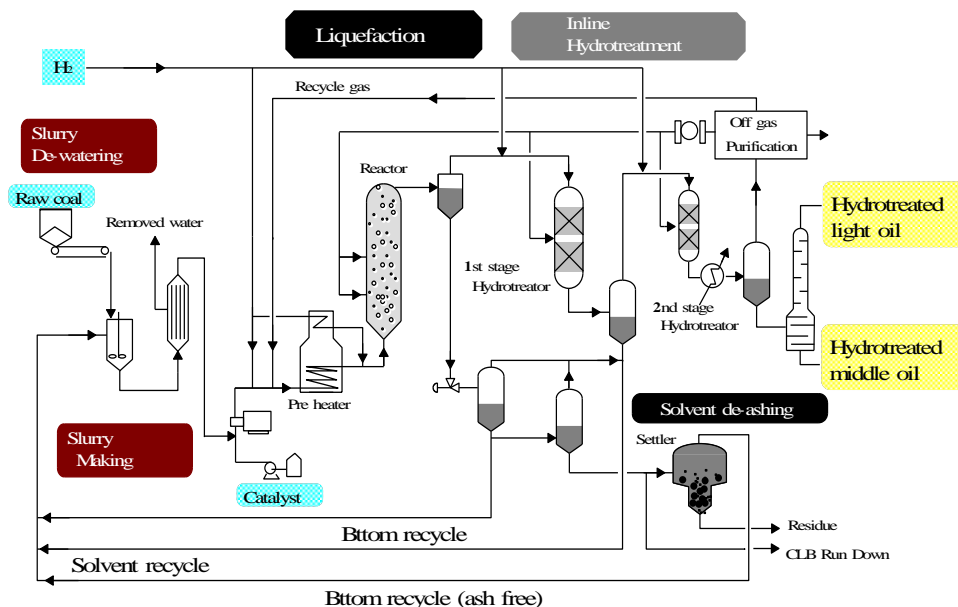 Liquefaction
Inline
Hydrotreatment
H2
Recycle gas
Slurry
De-watering
Off gas
Purification
Reactor
Raw coal
Removed water
Hydrotreated
light oil
1st stage
Hydrotreator
2nd stage
Hydrotreator
Hydrotreated
middle oil
Pre heater
Solvent de-ashing
Settler
Slurry
Making
Catalyst
Residue
Bttom recycle
CLB Run Down
Solvent recycle
Bttom recycle (ash free)